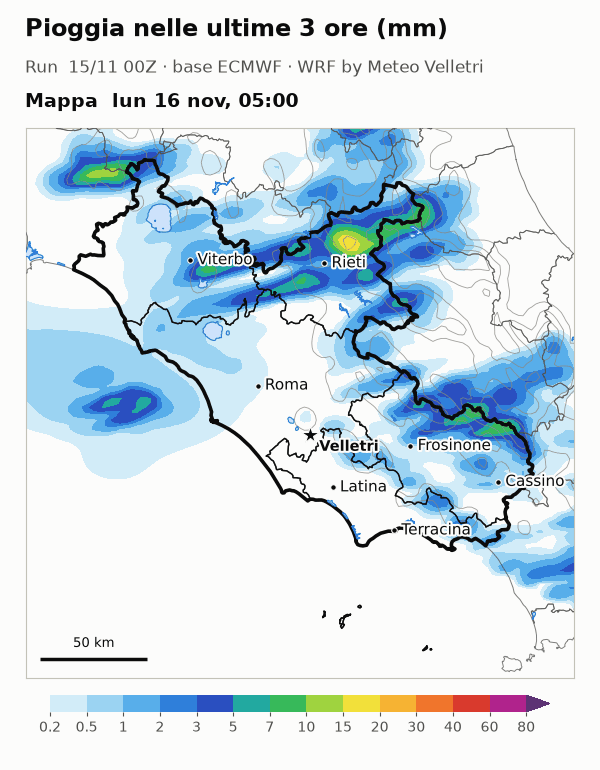 Pioggia nelle ultime 3 ore (mm)
Run  15/11 00Z · base ECMWF · WRF by Meteo Velletri
Mappa  lun 16 nov, 05:00
Viterbo
Rieti
Roma
Velletri
Frosinone
Latina
Cassino
Terracina
50 km
0.2 0.5 1 2 3 5 7 10 15 20 30 40 60 80